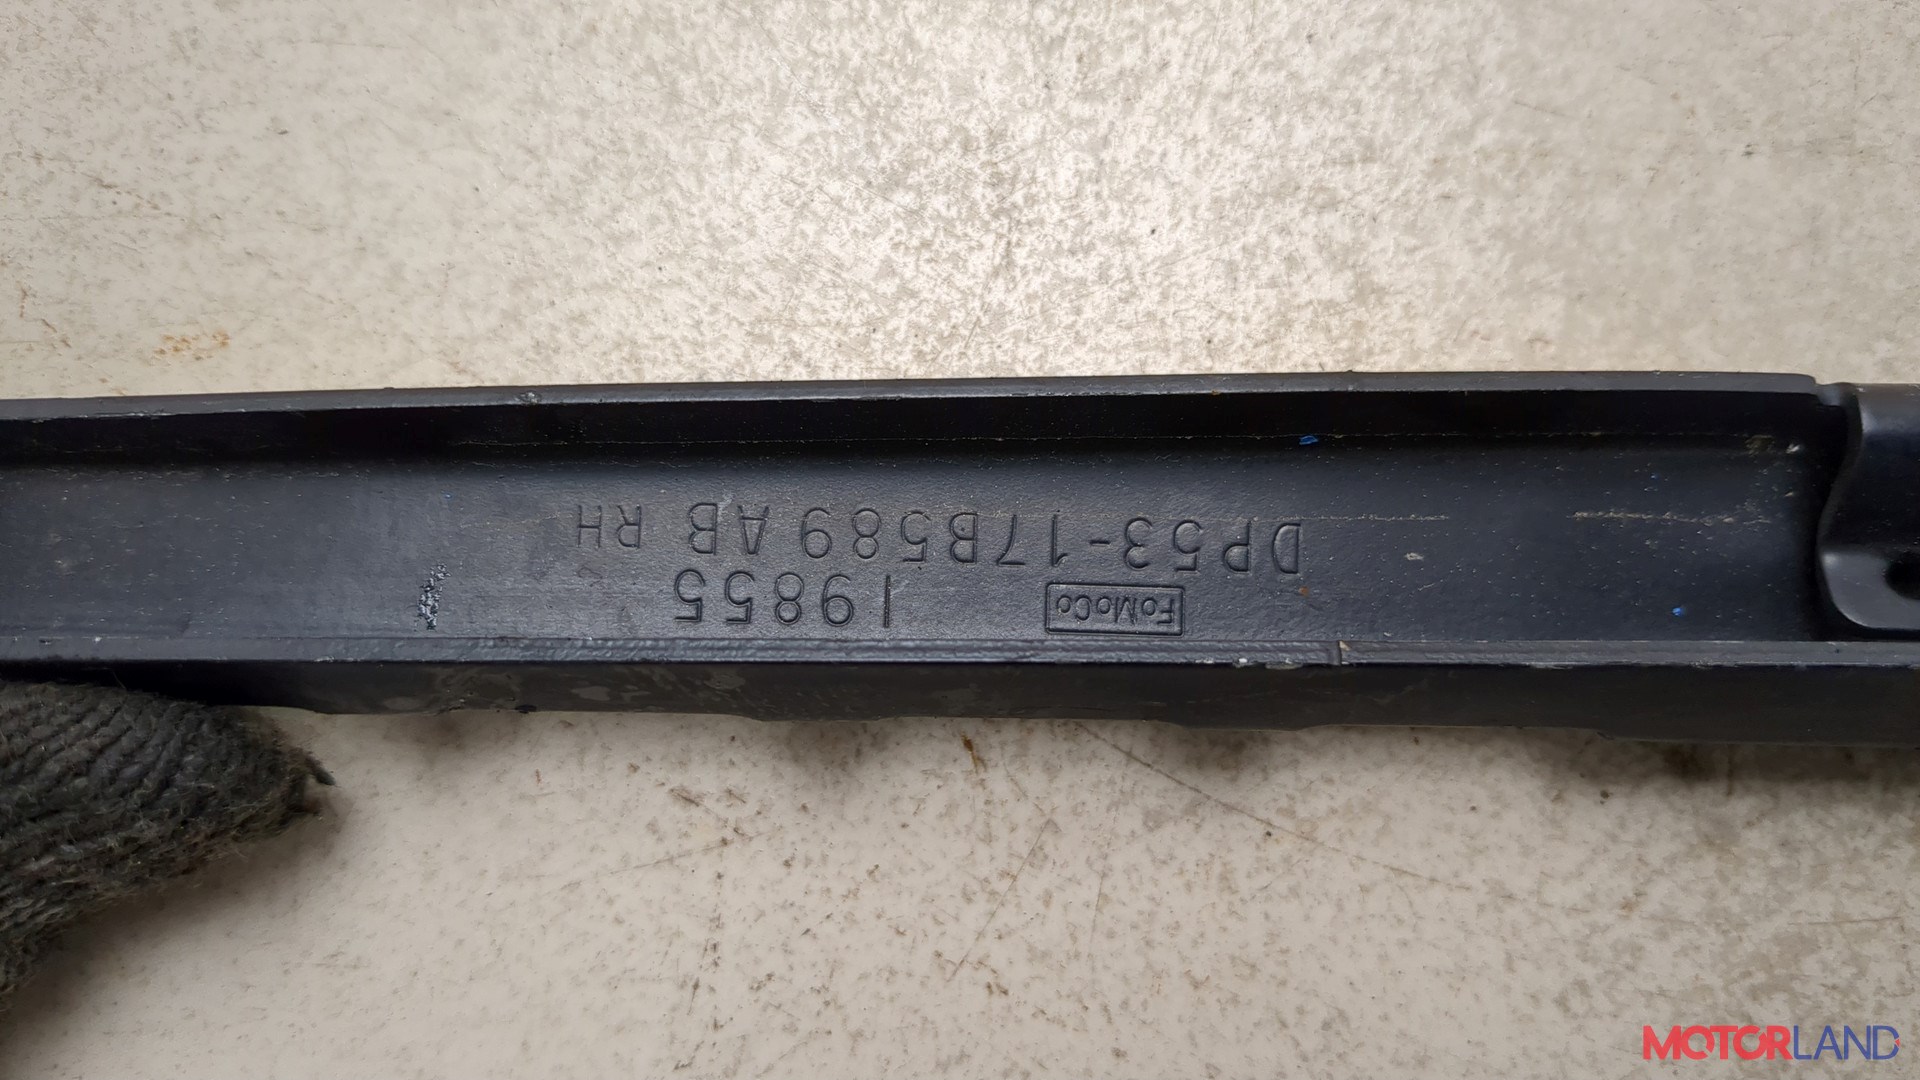 FoMoCo 19855
DP53-17B589 AB RH
MOTORLAND